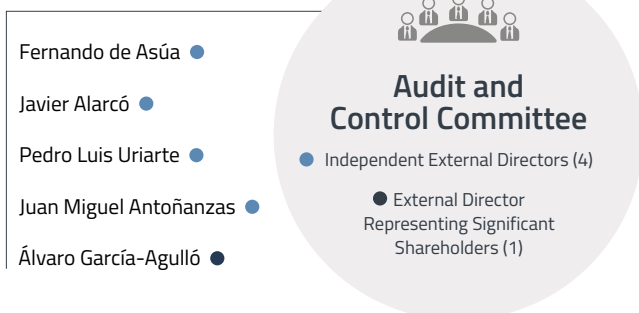 Fernando de Asúa
Javier Alarcó
Pedro Luis Uriarte
Juan Miguel Antoñanzas
Álvaro García-Agulló
Audit and
Control Committee
Independent External Directors (4)
External Director
Representing Significant
Shareholders (1)